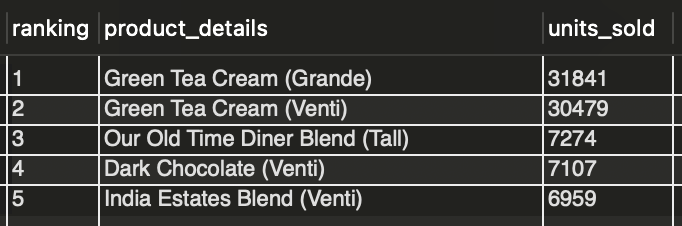 ranking product_details units_sold
1 Green Tea Cream (Grande) 31841
2 Green Tea Cream (Venti) 30479
3 Our Old Time Diner Blend (Tall) 7274
4 Dark Chocolate (Venti) 7107
5 India Estates Blend (Venti) 6959